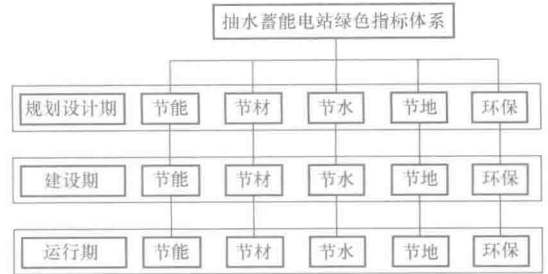 抽水蓄能电站绿色指标体系
规划设计期 节能 节材 节水 节地 环保
建设期 节能 节材 节水 节地 环保
运行期 节能 节材 节水 节地 环保